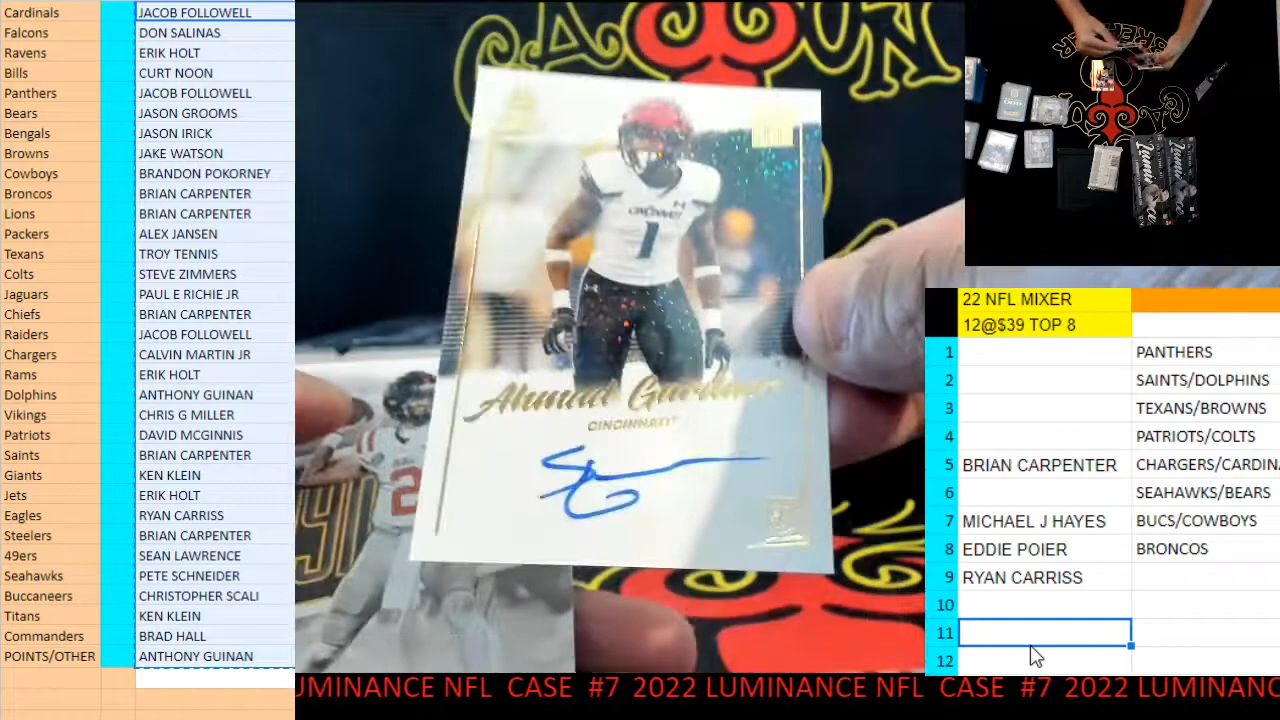 Cardinals JACOB FOLLOWELL
Falcons DON SALINAS
Ravens ERIK HOLT
Bills CURT NOON
Panthers JACOB FOLLOWELL
Bears JASON GROOMS
Bengals JASON IRICK
Browns JAKE WATSON
Cowboys BRANDON POKORNEY
Broncos BRIAN CARPENTER
Lions BRIAN CARPENTER
Packers ALEX JANSEN
Texans TROY TENNIS
Colts STEVE ZIMMERS
Jaguars PAUL E RICHIE JR
Chiefs BRIAN CARPENTER
Raiders JACOB FOLLOWELL
Chargers CALVIN MARTIN JR
Rams ERIK HOLT
Dolphins ANTHONY GUINAN
Vikings CHRIS G MILLER
Patriots DAVID MCGINNIS
Saints BRIAN CARPENTER
Giants KEN KLEIN
Jets ERIK HOLT
Eagles RYAN CARRISS
Steelers BRIAN CARPENTER
49ers SEAN LAWRENCE
Seahawks PETE SCHNEIDER
Buccaneers CHRISTOPHER SCALI
Titans KEN KLEIN
Commanders BRAD HALL
POINTS/OTHER ANTHONY GUINAN
CINCINNATI
1
Ahmad Gardner
CINCINNATI
2
22 NFL MIXER
12@$39 TOP 8
1 PANTHERS
2 SAINTS/DOLPHINS
3 TEXANS/BROWNS
4 PATRIOTS/COLTS
5 BRIAN CARPENTER CHARGERS/CARDINA
6 SEAHAWKS/BEARS
7 MICHAEL J HAYES BUCS/COWBOYS
8 EDDIE POIER BRONCOS
9 RYAN CARRISS
10
11
12
UMINANCE NFL CASE #7 2022 LUMINANCE NFL CASE #7 2022 LUMINANC